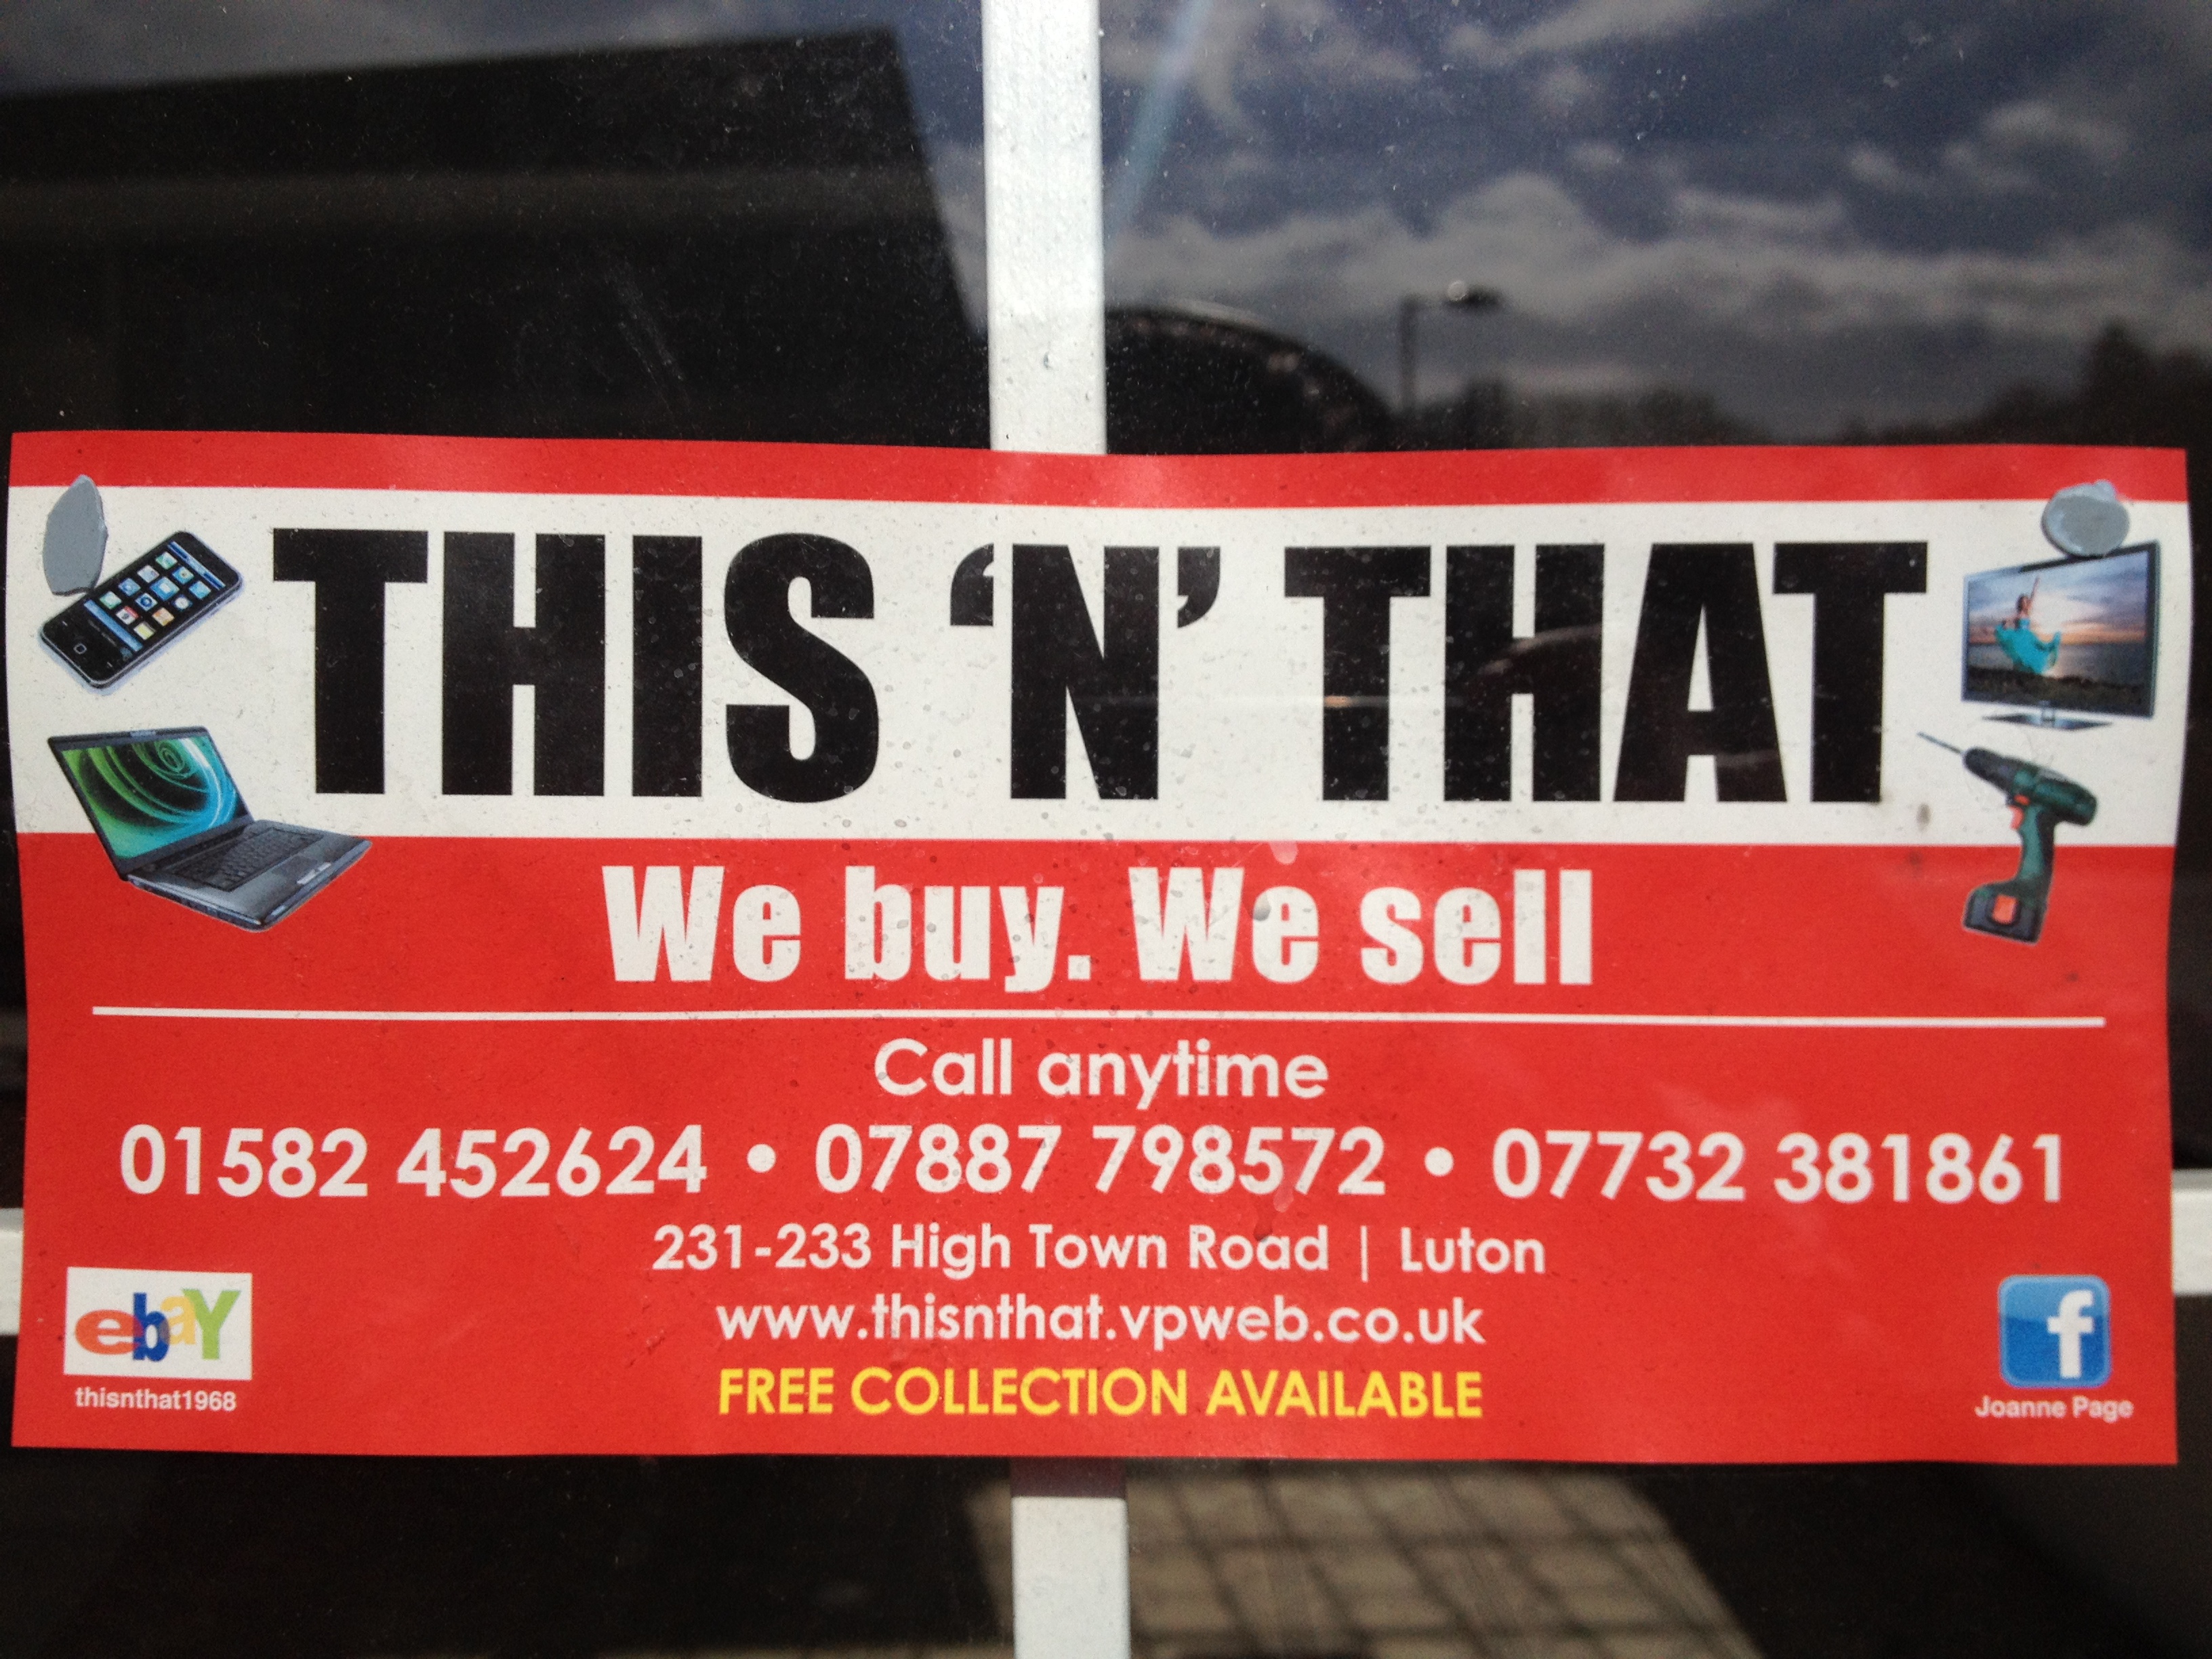 THIS ‘N’ THAT
We buy. We sell
Call anytime
01582 452624 • 07887 798572 • 07732 381861
231-233 High Town Road | Luton
www.thisnthat.vpweb.co.uk
FREE COLLECTION AVAILABLE
ebaY
thisnthat1968
f
Joanne Page